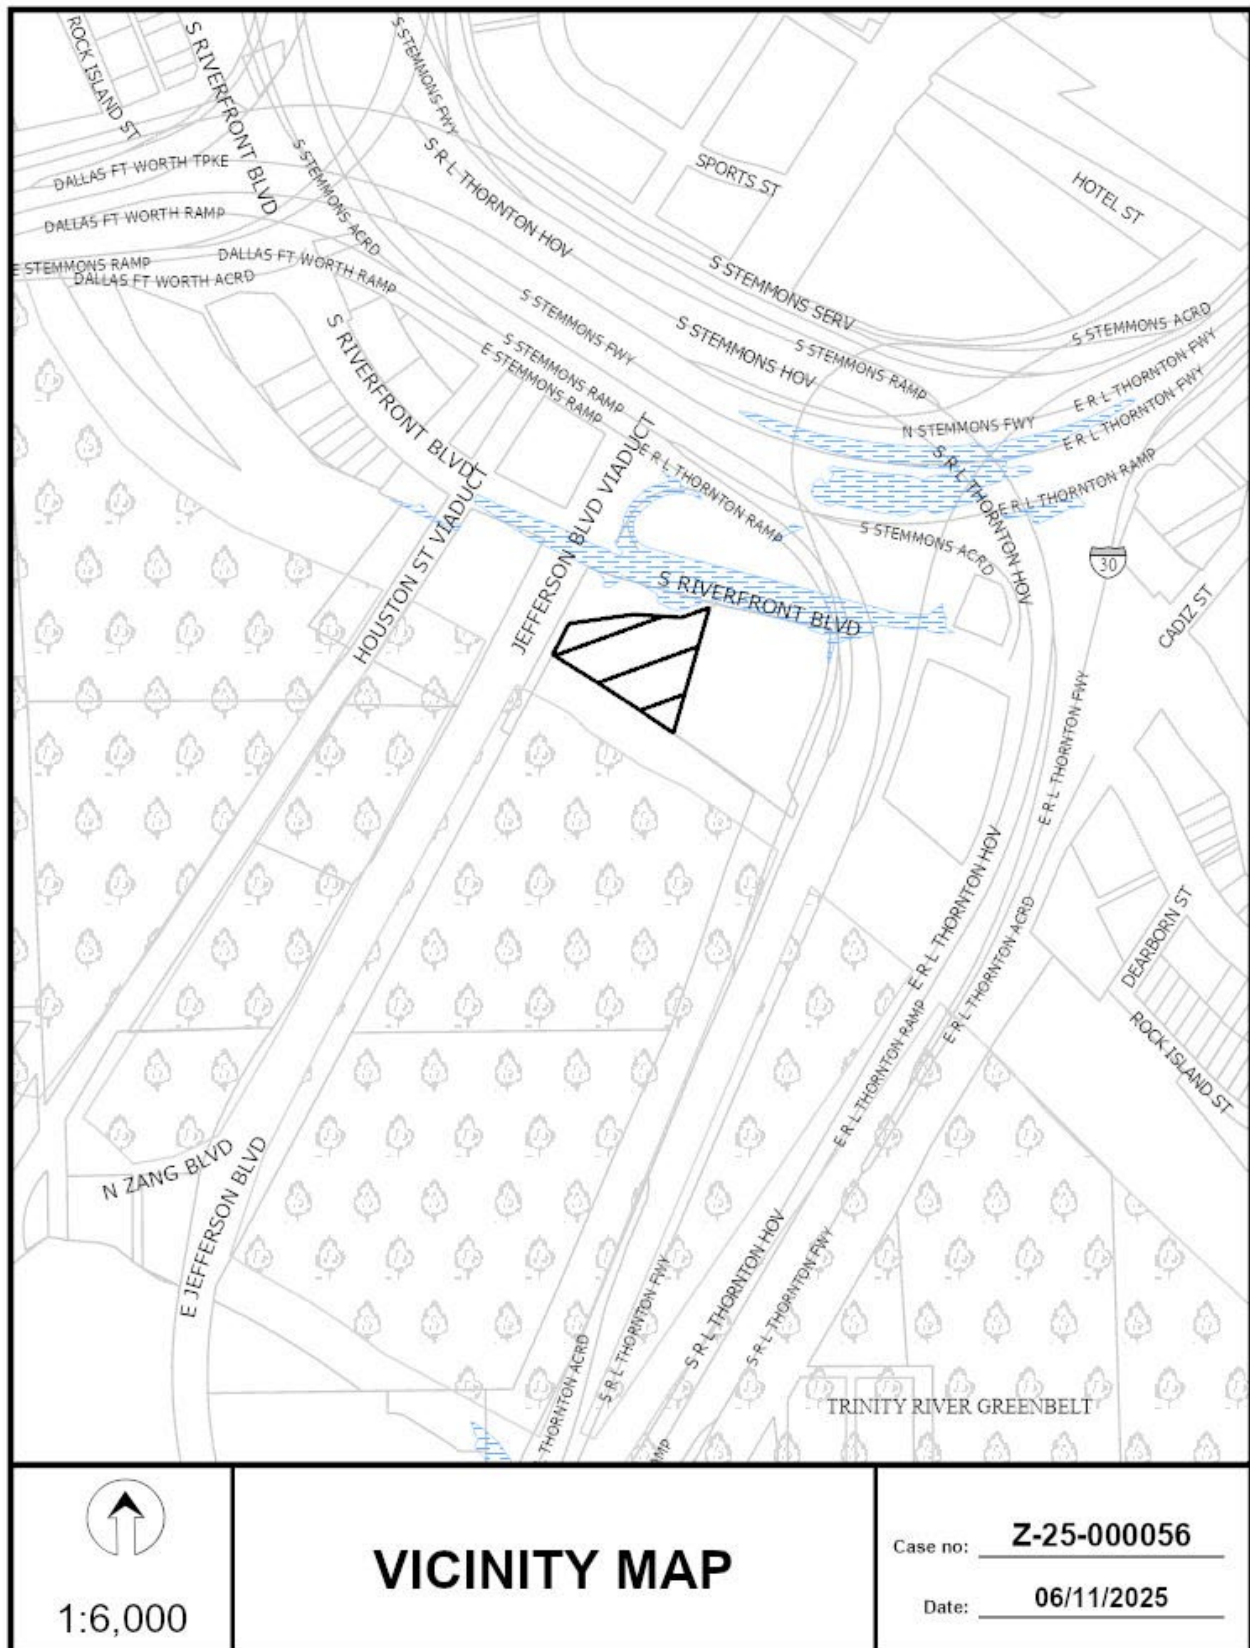 ROCK ISLAND ST
S RIVERFRONT BLVD
S STEMMONS FWY
DALLAS FT WORTH TPKE
S STEMMONS ACRD
S R L THORNTON HOV
SPORTS ST
HOTEL ST
DALLAS FT WORTH RAMP
E STEMMONS RAMP
DALLAS FT WORTH ACRD
DALLAS FT WORTH RAMP
S STEMMONS SERV
S STEMMONS FWY
S STEMMONS HOV
S STEMMONS RAMP
S STEMMONS ACRD
S RIVERFRONT BLVD
S STEMMONS RAMP
E STEMMONS RAMP
E R L THORNTON FWY
E R L THORNTON FWY
N STEMMONS FWY
S R L THORNTON HOV
E R L THORNTON RAMP
E R L THORNTON RAMP
HOUSTON ST VIADUCT
JEFFERSON BLVD VIADUCT
S STEMMONS ACRD
30
S RIVERFRONT BLVD
CADIZ ST
E R L THORNTON FWY
E R L THORNTON HOV
E R L THORNTON ACRD
DEARBORN ST
E R L THORNTON RAMP
ROCK ISLAND ST
N ZANG BLVD
E JEFFERSON BLVD
S R L THORNTON HOV
S R L THORNTON FWY
S R L THORNTON FWY
THORNTON ACRD
TRINITY RIVER GREENBELT
1:6,000
VICINITY MAP
Case no: Z-25-000056
Date: 06/11/2025